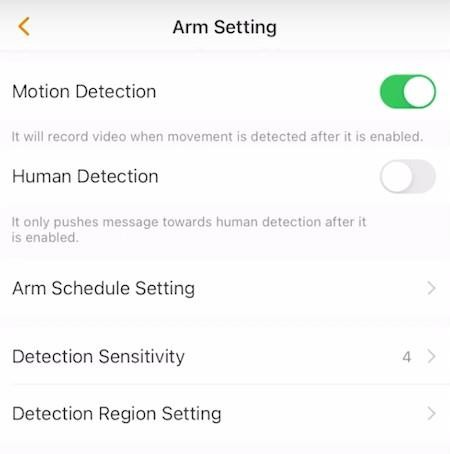 Arm Setting
Motion Detection
It will record video when movement is detected after it is enabled.
Human Detection
It only pushes message towards human detection after it
is enabled.
Arm Schedule Setting
Detection Sensitivity 4
Detection Region Setting